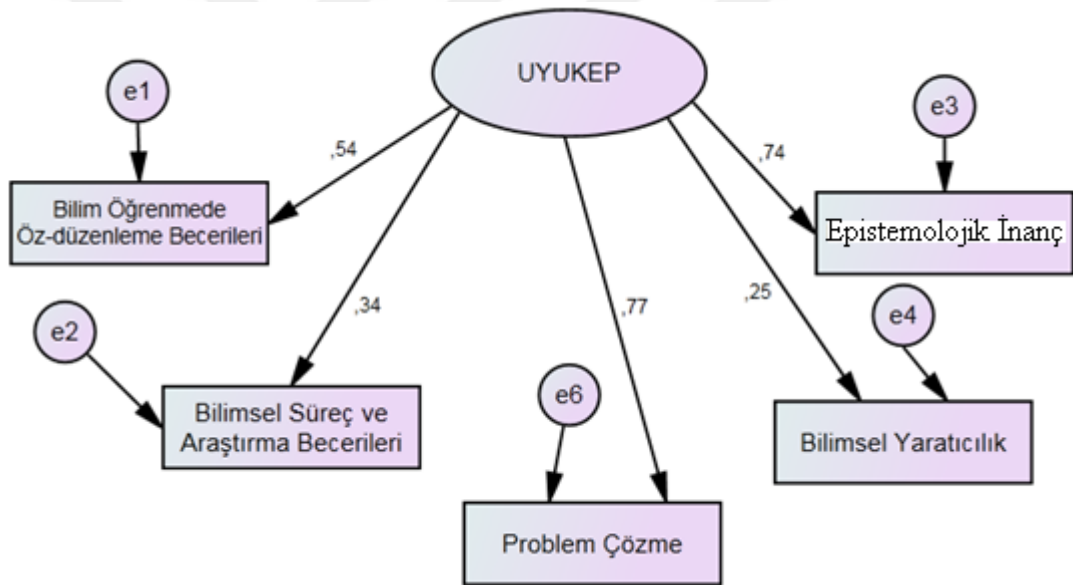 UYUKEP
e1
e3
,54
,74
Bilim Öğrenmede
Öz-düzenleme Becerileri
Epistemolojik İnanç
e2
,34
,77
,25
e4
e6
Bilimsel Süreç ve
Araştırma Becerileri
Bilimsel Yaratıcılık
Problem Çözme